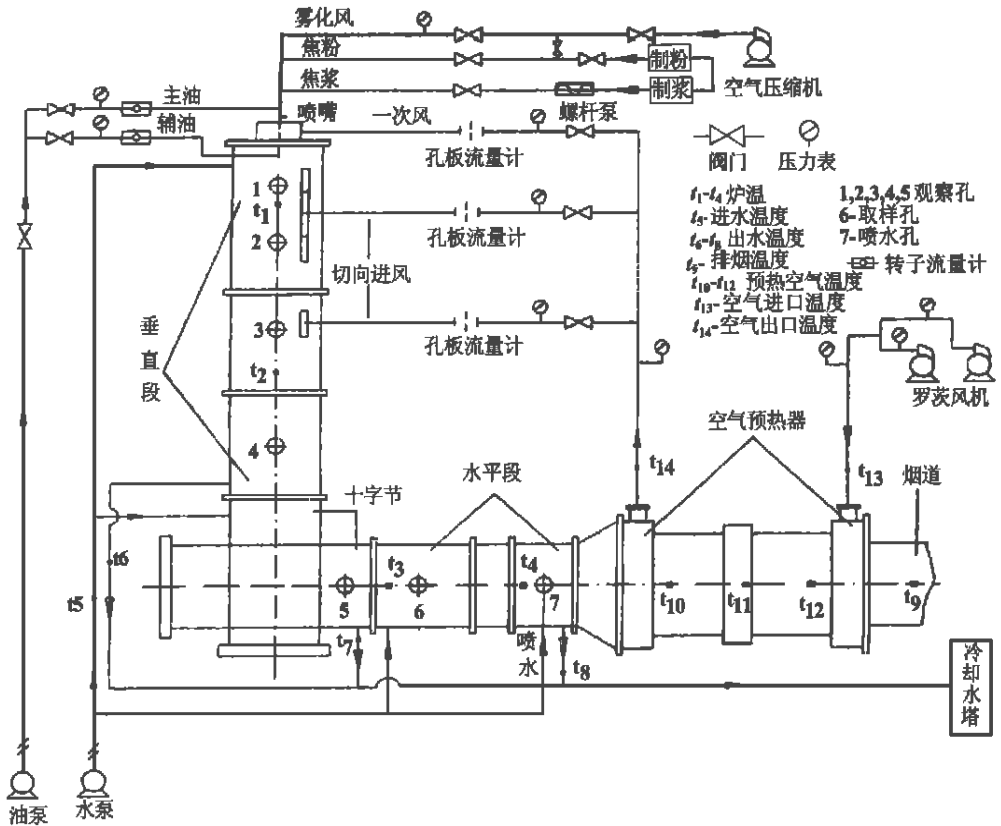 雾化风
焦粉
制粉
空气压缩机
焦浆
制浆
主油
喷嘴
一次风
螺杆泵
辅油
孔板流量计
阀门
压力表
1
t1
2
t1-t4 炉温
t5-进水温度
t6-t8 出水温度
t9- 排烟温度
t10-t12 预热空气温度
t13-空气进口温度
t14-空气出口温度
1,2,3,4,5 观察孔
6-取样孔
7-喷水孔
转子流量计
孔板流量计
切向进风
垂直段
3
孔板流量计
t2
罗茨风机
4
空气预热器
水平段
t14
t13
烟道
十字节
t6
t5
t3
t4
5
6
7
t10
t11
t12
t9
t7
喷水
t8
冷却水塔
油泵
水泵